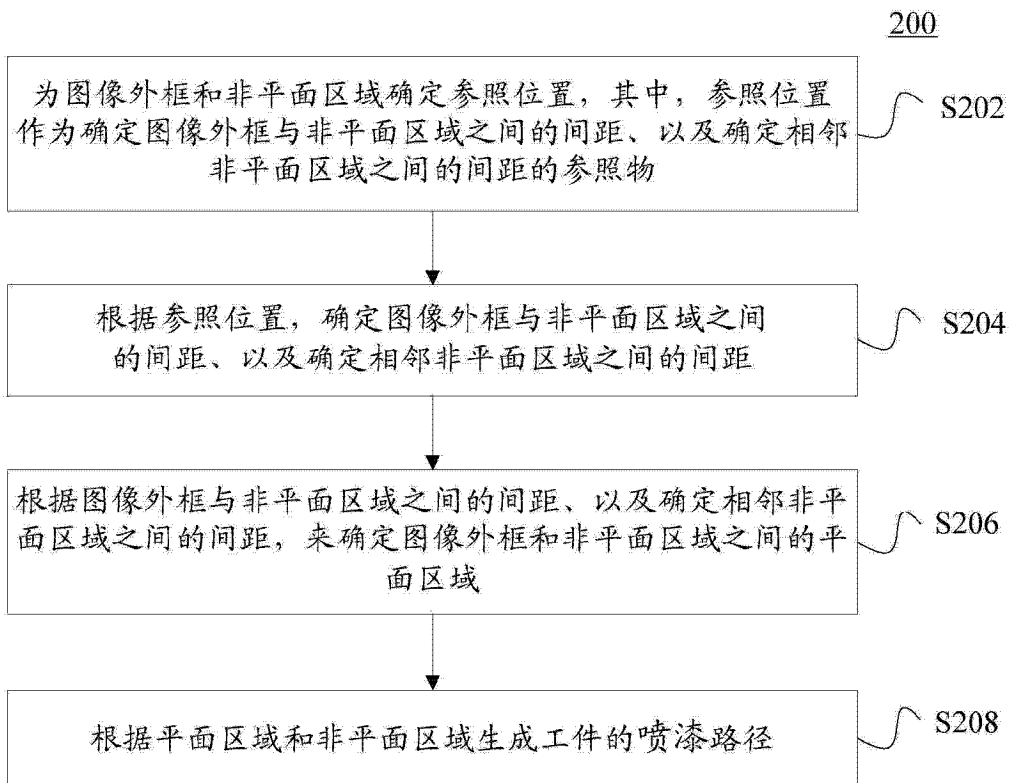 200
为图像外框和非平面区域确定参照位置，其中，参照位置
作为确定图像外框与非平面区域之间的间距、以及确定相邻
非平面区域之间的间距的参照物
S202
根据参照位置，确定图像外框与非平面区域之间
的间距、以及确定相邻非平面区域之间的间距
S204
根据图像外框与非平面区域之间的间距、以及确定相邻非平
面区域之间的间距，来确定图像外框和非平面区域之间的平
面区域
S206
根据平面区域和非平面区域生成工件的喷漆路径
S208